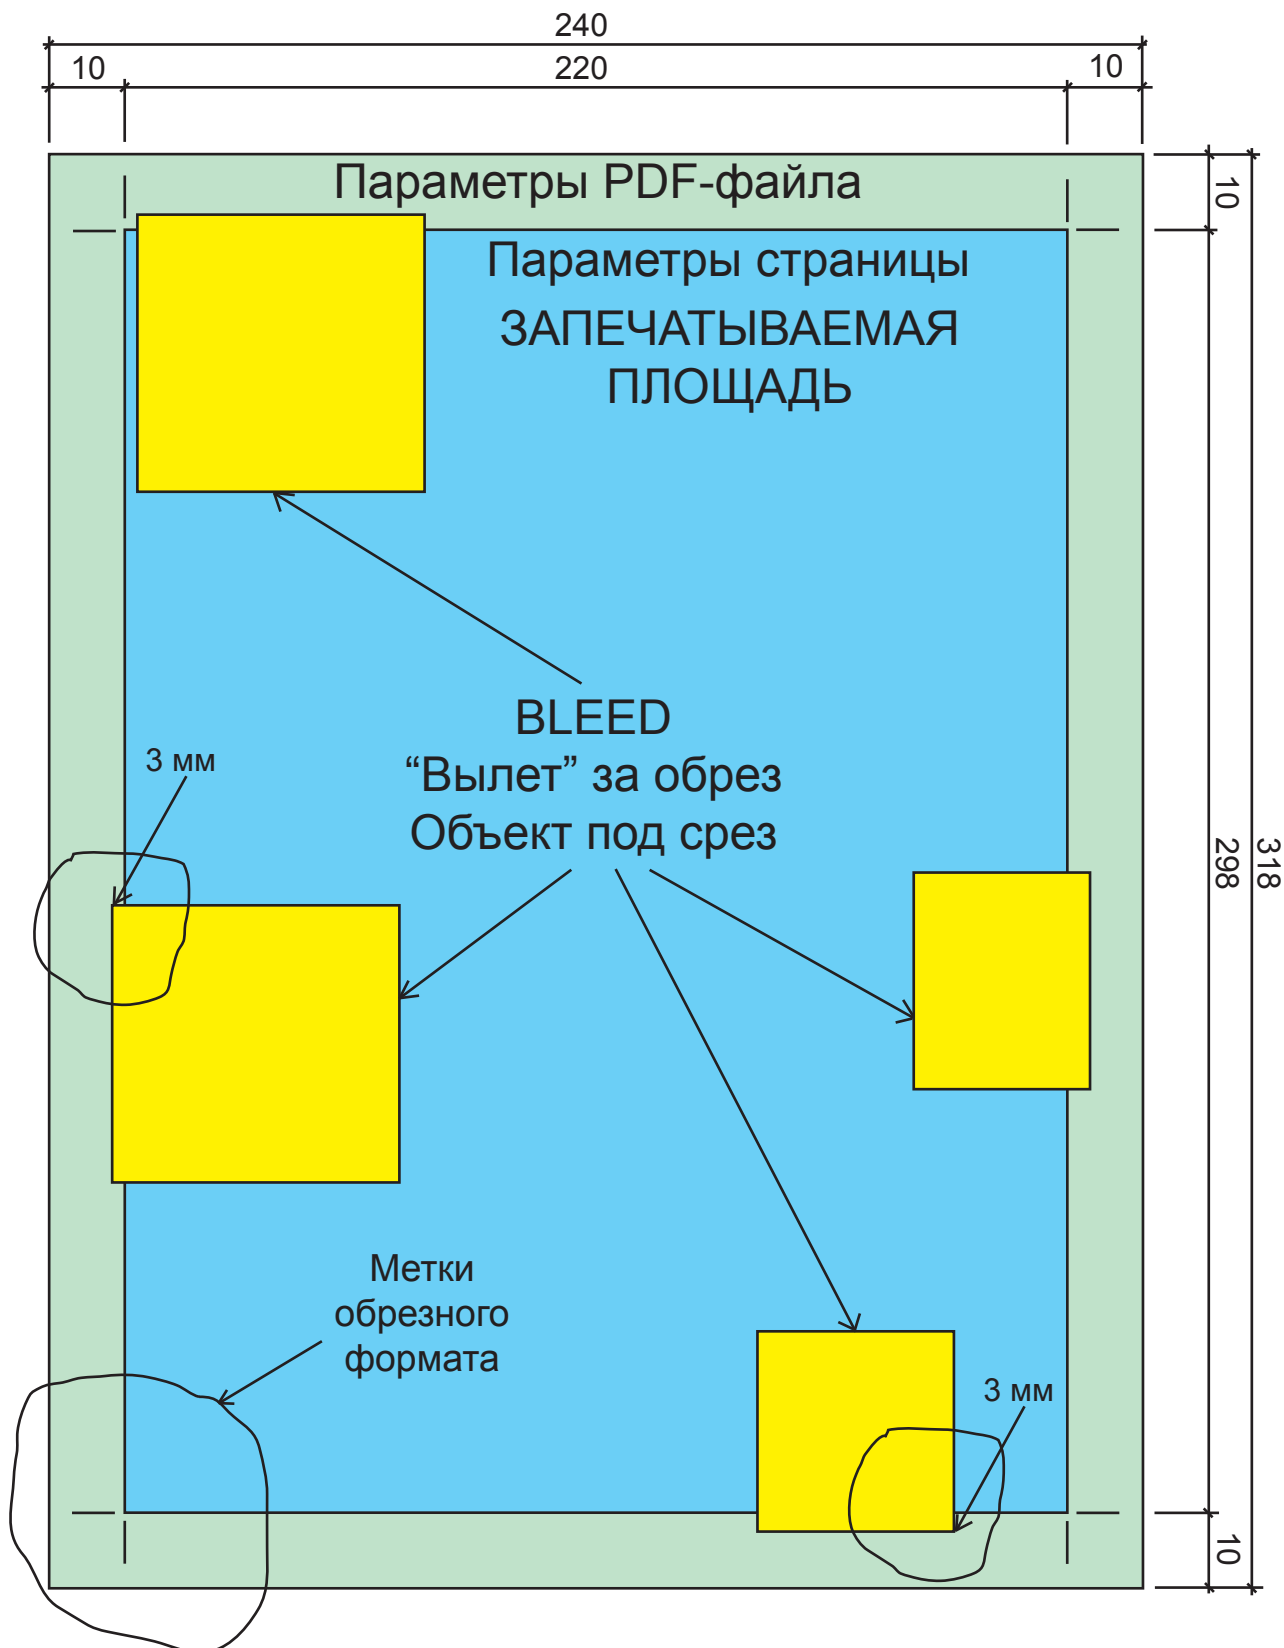 240
10
220
10
Параметры PDF-файла
10
Параметры страницы
ЗАПЕЧАТЫВАЕМАЯ
ПЛОЩАДЬ
BLEED
“Вылет” за обрез
Объект под срез
3 мм
318
298
Метки
обрезного
формата
3 мм
10